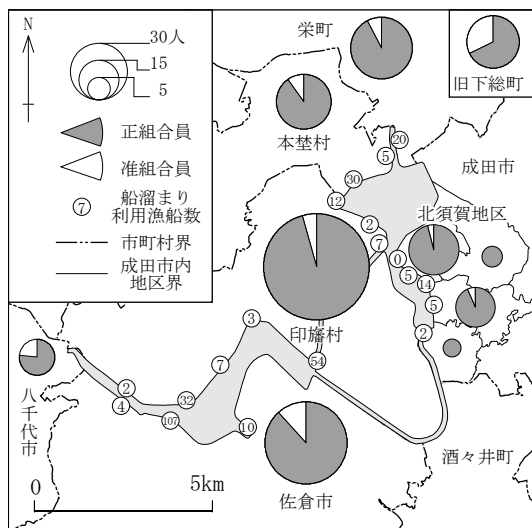 N
30人
15
5
正組合員
准組合員
⑦
船溜まり
利用漁船数
市町村界
成田市内
地区界
栄町
旧下総町
本埜村
成田市
北須賀地区
印旛村
八千代市
佐倉市
酒々井町
20
5
30
12
2
7
0
5
14
5
2
3
54
7
32
2
4
107
10
0
5km